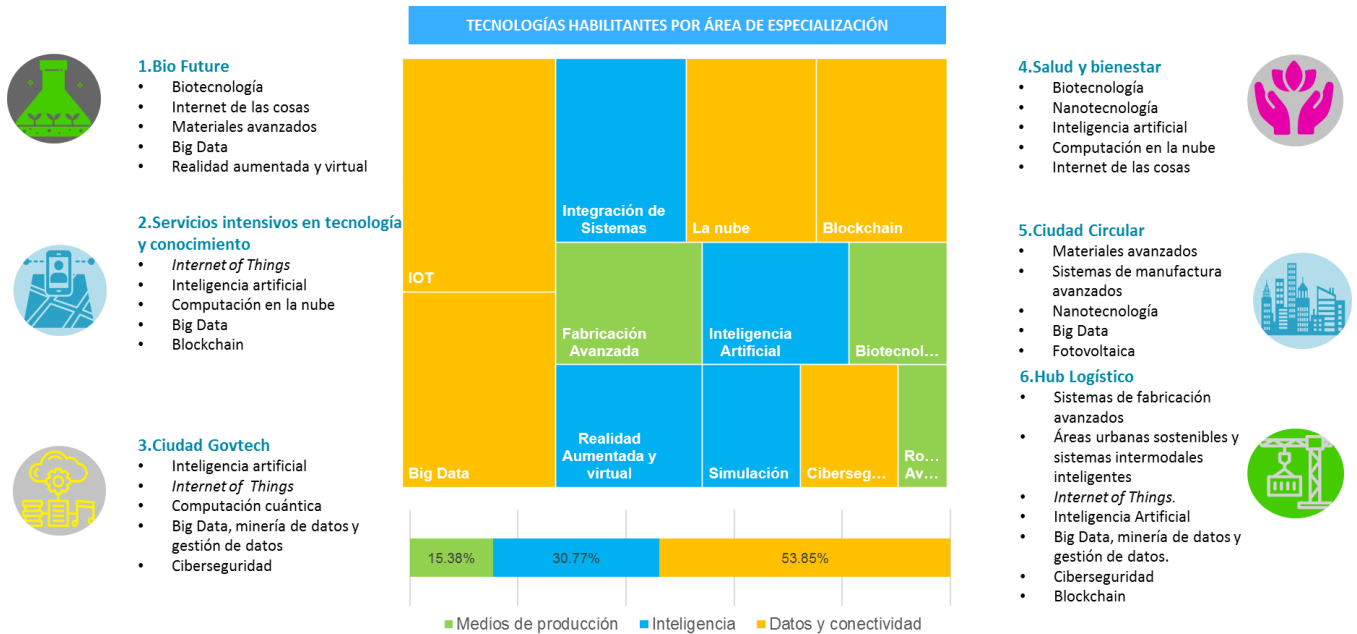 TECNOLOGÍAS HABILITANTES POR ÁREA DE ESPECIALIZACIÓN
1.Bio Future
• Biotecnología
• Internet de las cosas
• Materiales avanzados
• Big Data
• Realidad aumentada y virtual
2.Servicios intensivos en tecnología
y conocimiento
• Internet of Things
• Inteligencia artificial
• Computación en la nube
• Big Data
• Blockchain
3.Ciudad Govtech
• Inteligencia artificial
• Internet of Things
• Computación cuántica
• Big Data, minería de datos y
gestión de datos
• Ciberseguridad
IOT
Big Data
Integración de
Sistemas
La nube
Blockchain
Fabricación
Avanzada
Inteligencia
Artificial
Biotecnol...
Realidad
Aumentada y
virtual
Simulación
Ciberseg...
Ro...
Av...
15.38%
30.77%
53.85%
Medios de producción
Inteligencia
Datos y conectividad
4.Salud y bienestar
• Biotecnología
• Nanotecnología
• Inteligencia artificial
• Computación en la nube
• Internet de las cosas
5.Ciudad Circular
• Materiales avanzados
• Sistemas de manufactura
avanzados
• Nanotecnología
• Big Data
• Fotovoltaica
6.Hub Logístico
• Sistemas de fabricación
avanzados
• Áreas urbanas sostenibles y
sistemas intermodales
inteligentes
• Internet of Things.
• Inteligencia Artificial
• Big Data, minería de datos y
gestión de datos.
• Ciberseguridad
• Blockchain